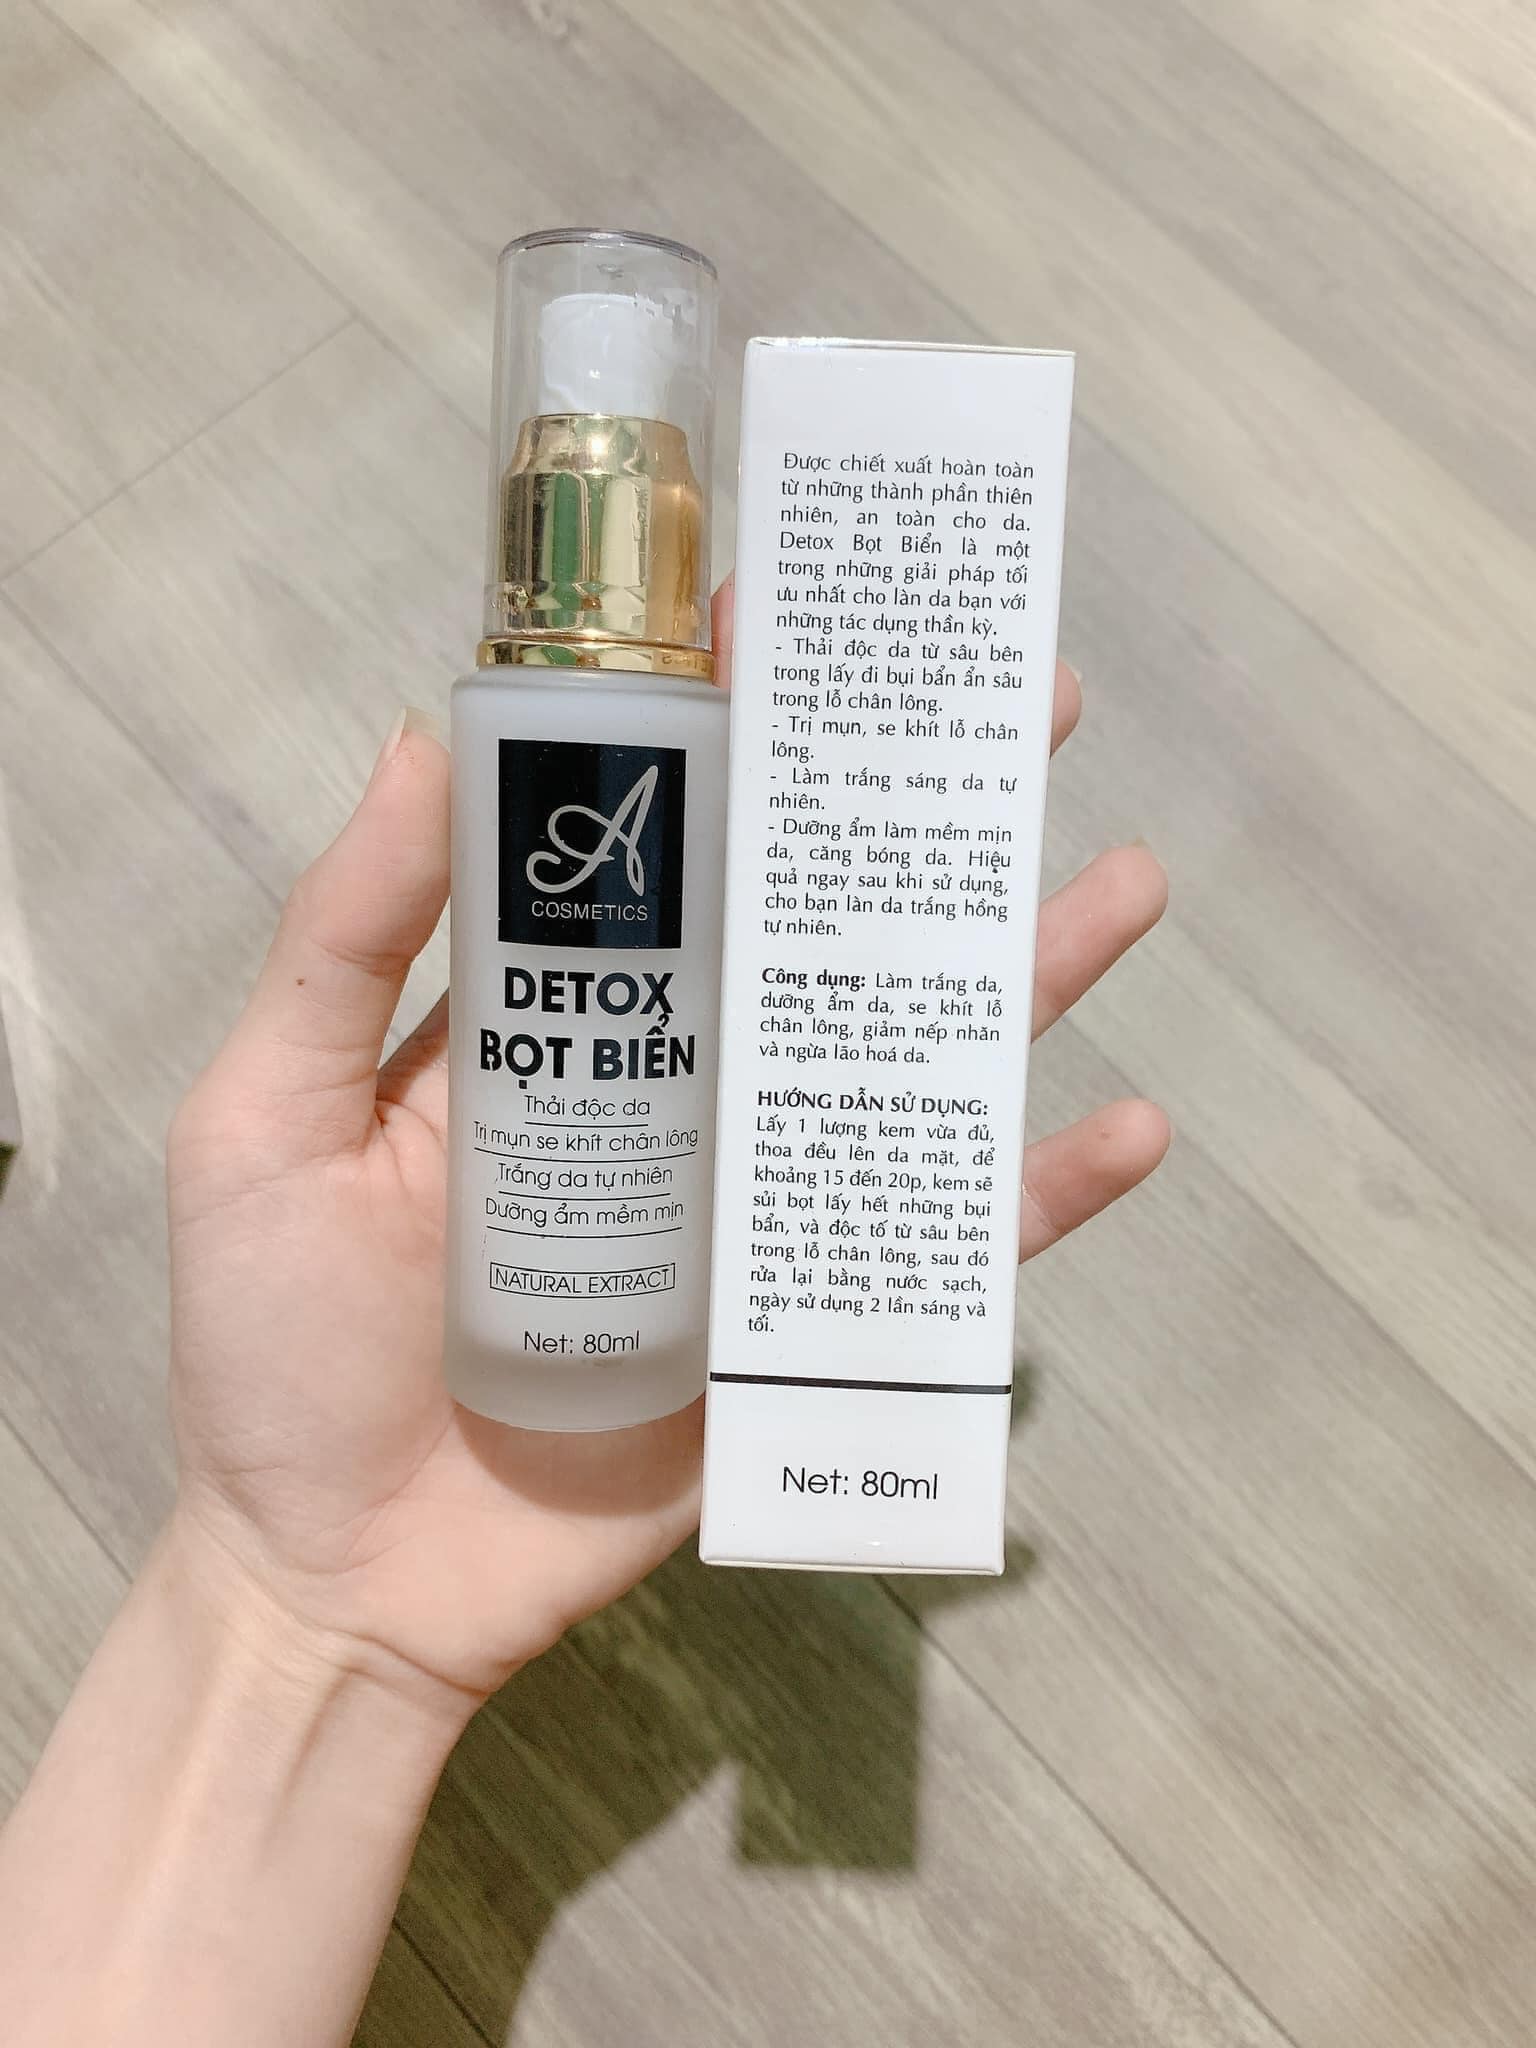 A
COSMETICS
DETOX
BỌT BIỂN
Thải độc da
Trị mụn se khít chân lông
Trắng da tự nhiên
Dưỡng ẩm mềm mịn
NATURAL EXTRACT
Net: 80ml
Được chiết xuất hoàn toàn
từ những thành phần thiên
nhiên, an toàn cho da.
Detox Bọt Biển là một
trong những giải pháp tối
ưu nhất cho làn da bạn với
những tác dụng thần kỳ.
- Thải độc da từ sâu bên
trong lấy đi bụi bẩn ẩn sâu
trong lỗ chân lông.
- Trị mụn, se khít lỗ chân
lông.
- Làm trắng sáng da tự
nhiên.
- Dưỡng ẩm làm mềm mịn
da, căng bóng da. Hiệu
quả ngay sau khi sử dụng,
cho bạn làn da trắng hồng
tự nhiên.
Công dụng: Làm trắng da,
dưỡng ẩm da, se khít lỗ
chân lông, giảm nếp nhăn
và ngừa lão hoá da.
HƯỚNG DẪN SỬ DỤNG:
Lấy 1 lượng kem vừa đủ,
thoa đều lên da mặt, để
khoảng 15 đến 20p, kem sẽ
sủi bọt lấy hết những bụi
bẩn, và độc tố từ sâu bên
trong lỗ chân lông, sau đó
rửa lại bằng nước sạch,
ngày sử dụng 2 lần sáng và
tối.
Net: 80ml